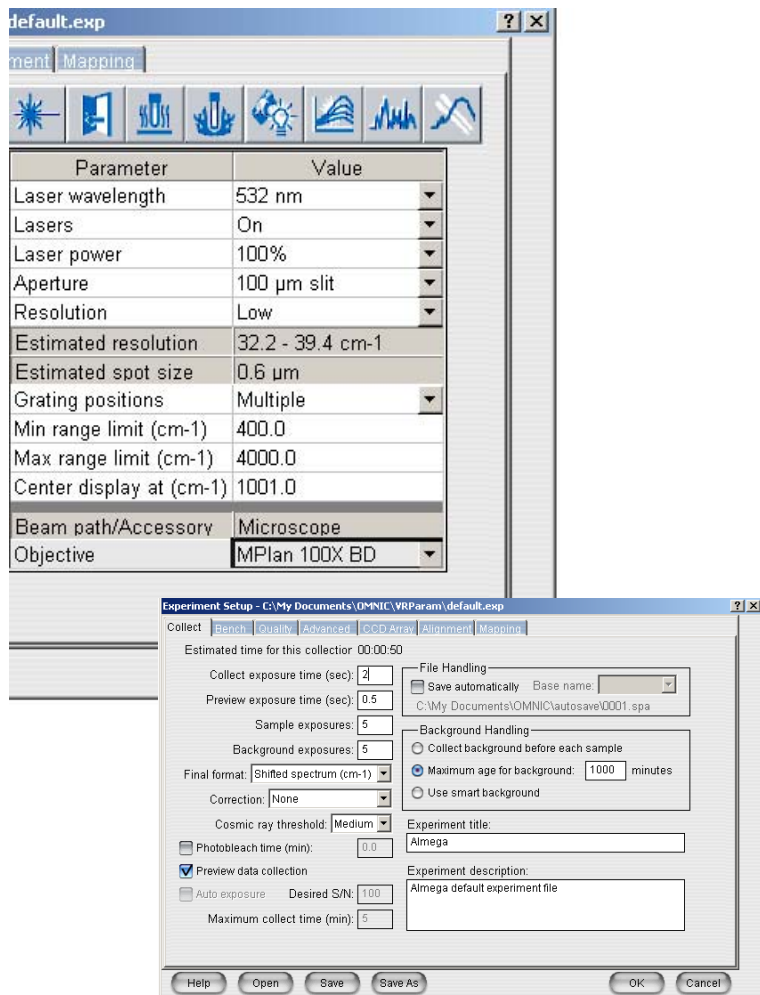 default.exp
ment Mapping
Parameter Value
Laser wavelength 532 nm
Lasers On
Laser power 100%
Aperture 100 µm slit
Resolution Low
Estimated resolution 32.2 - 39.4 cm-1
Estimated spot size 0.6 µm
Grating positions Multiple
Min range limit (cm-1) 400.0
Max range limit (cm-1) 4000.0
Center display at (cm-1) 1001.0
Beam path/Accessory Microscope
Objective MPlan 100X BD
Experiment Setup - C:\My Documents\OMNIC\VRParam\default.exp
Collect Bench Quality Advanced CCD Array Alignment Mapping
Estimated time for this collection 00:00:50
Collect exposure time (sec): 2
Preview exposure time (sec): 0.5
Sample exposures: 5
Background exposures: 5
Final format: Shifted spectrum (cm-1)
Correction: None
Cosmic ray threshold: Medium
Photobleach time (min): 0.0
Preview data collection
Auto exposure Desired S/N: 100
Maximum collect time (min): 5
File Handling
Save automatically Base name:
C:\My Documents\OMNIC\autosave\0001.spa
Background Handling
Collect background before each sample
Maximum age for background: 1000 minutes
Use smart background
Experiment title:
Almega
Experiment description:
Almega default experiment file
Help Open Save Save As OK Cancel